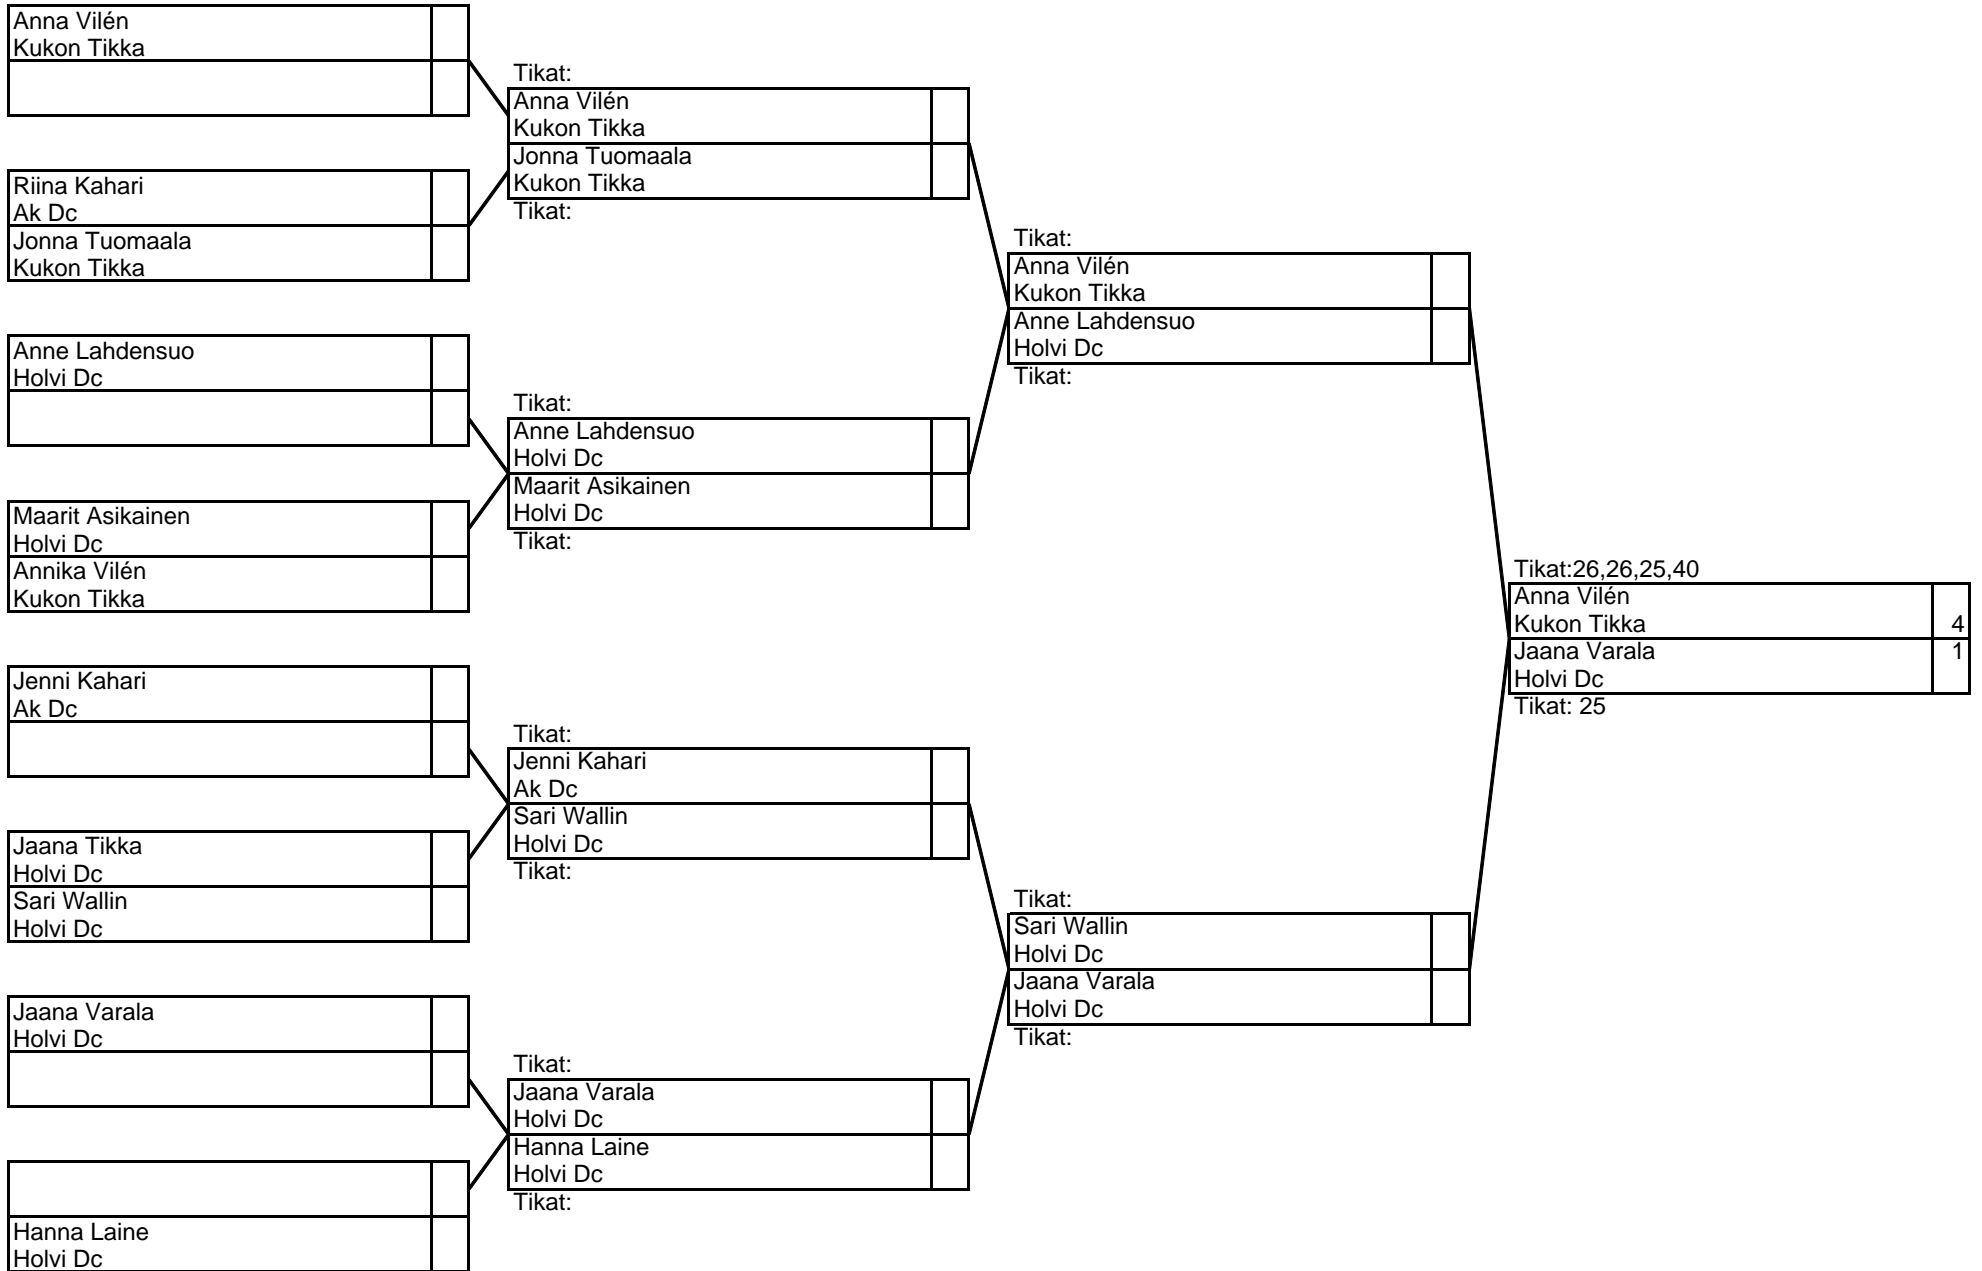 Anna Vilén
Kukon Tikka
Riina Kahari
Ak Dc
Jonna Tuomaala
Kukon Tikka
Anne Lahdensuo
Holvi Dc
Maarit Asikainen
Holvi Dc
Annika Vilén
Kukon Tikka
Jenni Kahari
Ak Dc
Jaana Tikka
Holvi Dc
Sari Wallin
Holvi Dc
Jaana Varala
Holvi Dc
Hanna Laine
Holvi Dc
Tikat:
Anna Vilén
Kukon Tikka
Jonna Tuomaala
Kukon Tikka
Tikat:
Tikat:
Anne Lahdensuo
Holvi Dc
Maarit Asikainen
Holvi Dc
Tikat:
Tikat:
Jenni Kahari
Ak Dc
Sari Wallin
Holvi Dc
Tikat:
Tikat:
Jaana Varala
Holvi Dc
Hanna Laine
Holvi Dc
Tikat:
Tikat:
Anna Vilén
Kukon Tikka
Anne Lahdensuo
Holvi Dc
Tikat:
Tikat:
Sari Wallin
Holvi Dc
Jaana Varala
Holvi Dc
Tikat:
Tikat:26,26,25,40
Anna Vilén
Kukon Tikka 4
Jaana Varala 1
Holvi Dc
Tikat: 25